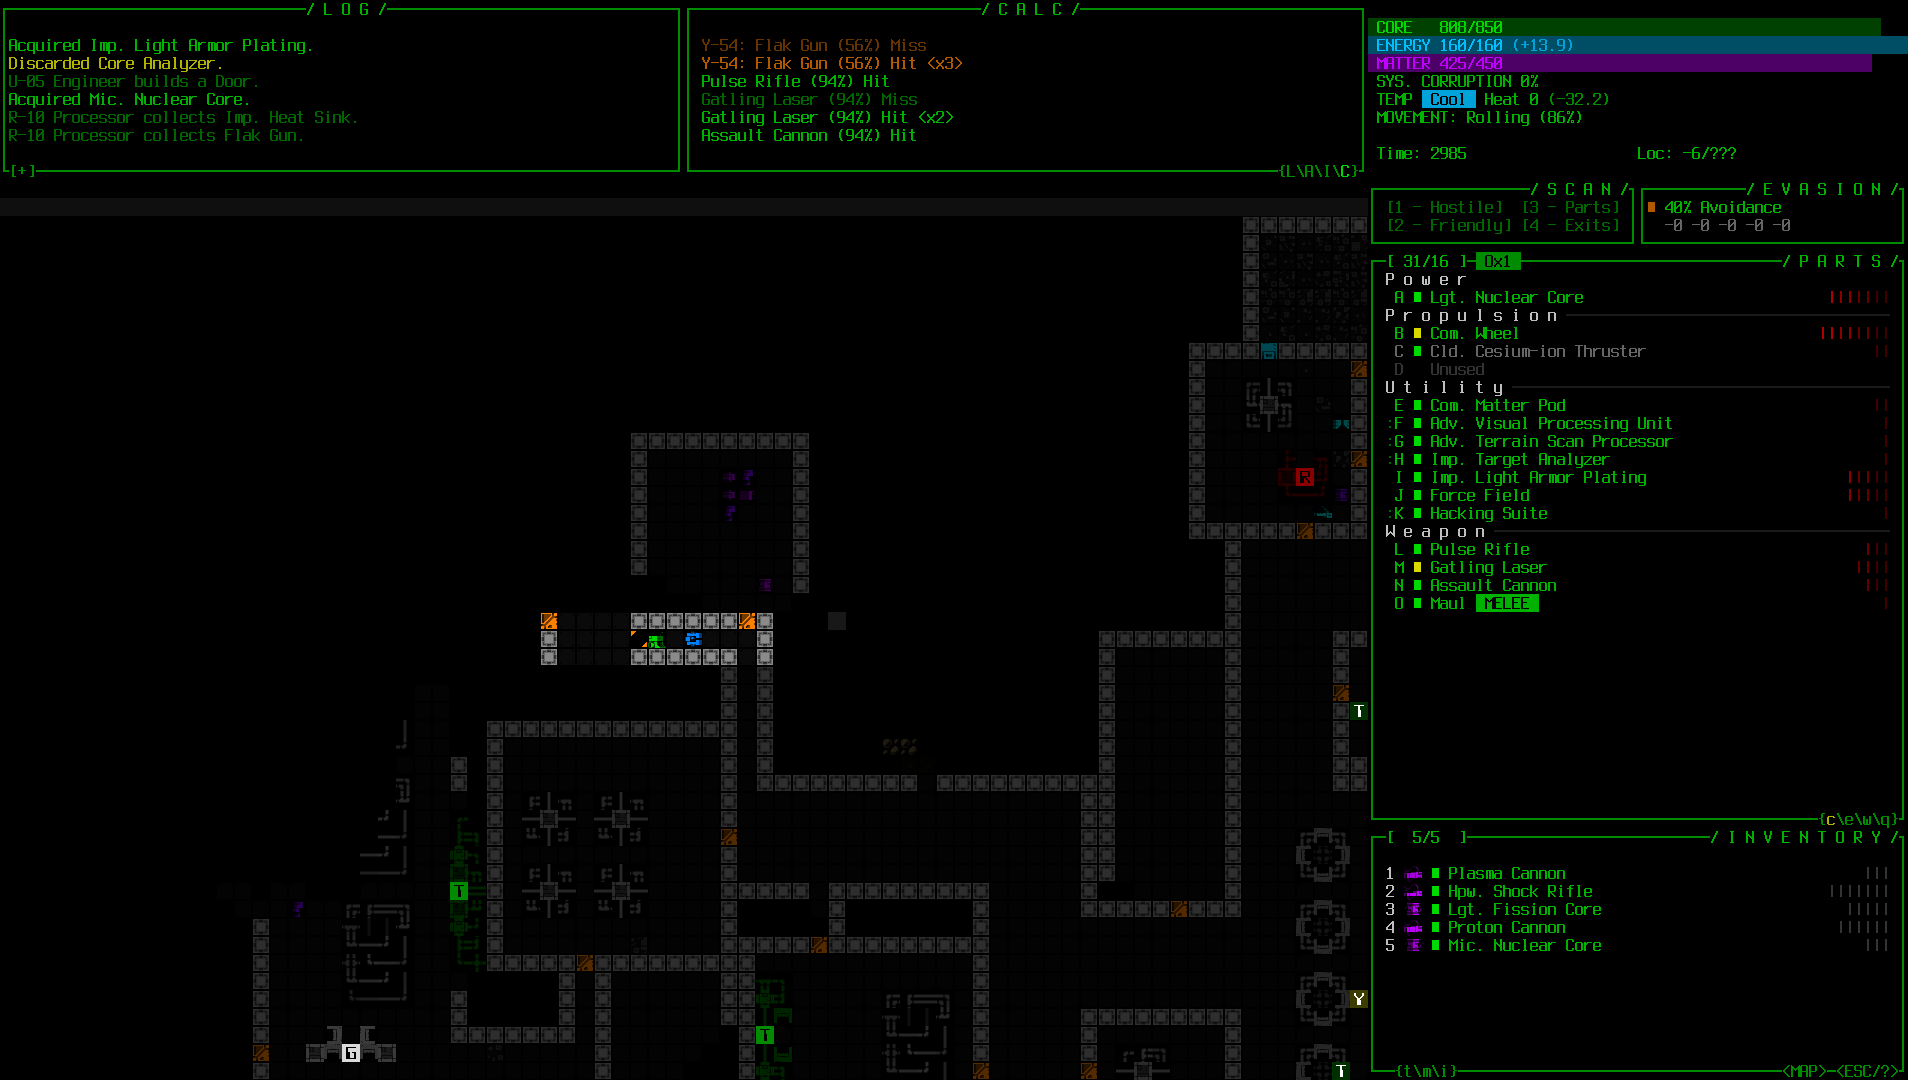 / L O G /
Acquired Imp. Light Armor Plating.
Discarded Core Analyzer.
U-05 Engineer builds a Door.
Acquired Mic. Nuclear Core.
R-10 Processor collects Imp. Heat Sink.
R-10 Processor collects Flak Gun.
[+]
/ C A L C /
Y-54: Flak Gun (56%) Miss
Y-54: Flak Gun (56%) Hit <x3>
Pulse Rifle (94%) Hit
Gatling Laser (94%) Miss
Gatling Laser (94%) Hit <x2>
Assault Cannon (94%) Hit
{L\A\I\C}
CORE 808/850
ENERGY 160/160 (+13.9)
MATTER 425/450
SYS. CORRUPTION 0%
TEMP Cool Heat 0 (-32.2)
MOVEMENT: Rolling (86%)
Time: 2985 Loc: -6/???
/ S C A N /
[1 - Hostile] [3 - Parts]
[2 - Friendly] [4 - Exits]
/ E V A S I O N /
40% Avoidance
-0 -0 -0 -0 -0
[ 31/16 ] 0x1 / P A R T S /
P o w e r
A Lgt. Nuclear Core
P r o p u l s i o n
B Com. Wheel
C Cld. Cesium-ion Thruster
D Unused
U t i l i t y
E Com. Matter Pod
:F Adv. Visual Processing Unit
:G Adv. Terrain Scan Processor
:H Imp. Target Analyzer
I Imp. Light Armor Plating
J Force Field
:K Hacking Suite
W e a p o n
L Pulse Rifle
M Gatling Laser
N Assault Cannon
O Maul MELEE
{c\e\w\q}
[ 5/5 ] / I N V E N T O R Y /
1 Plasma Cannon
2 Hpw. Shock Rifle
3 Lgt. Fission Core
4 Proton Cannon
5 Mic. Nuclear Core
{t\m\i} <MAP> <ESC/?>
R
T
T
Y
T
G
T